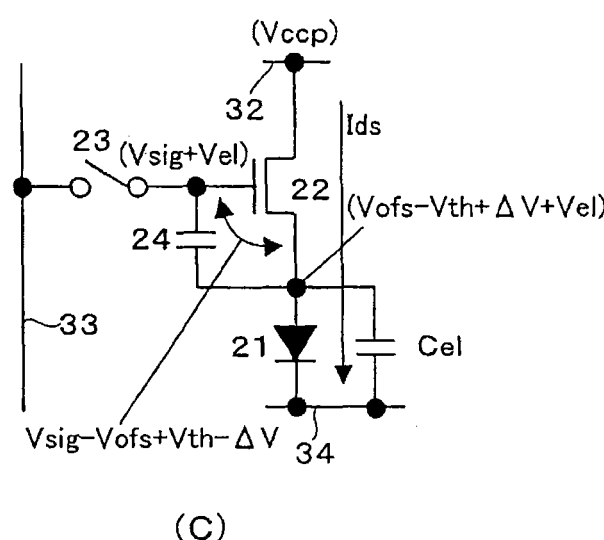 (Vccp)
32
Ids
23
(Vsig+Vel)
22
(Vofs-Vth+ΔV+Vel)
24
33
21
Cel
Vsig-Vofs+Vth-ΔV
34
(C)